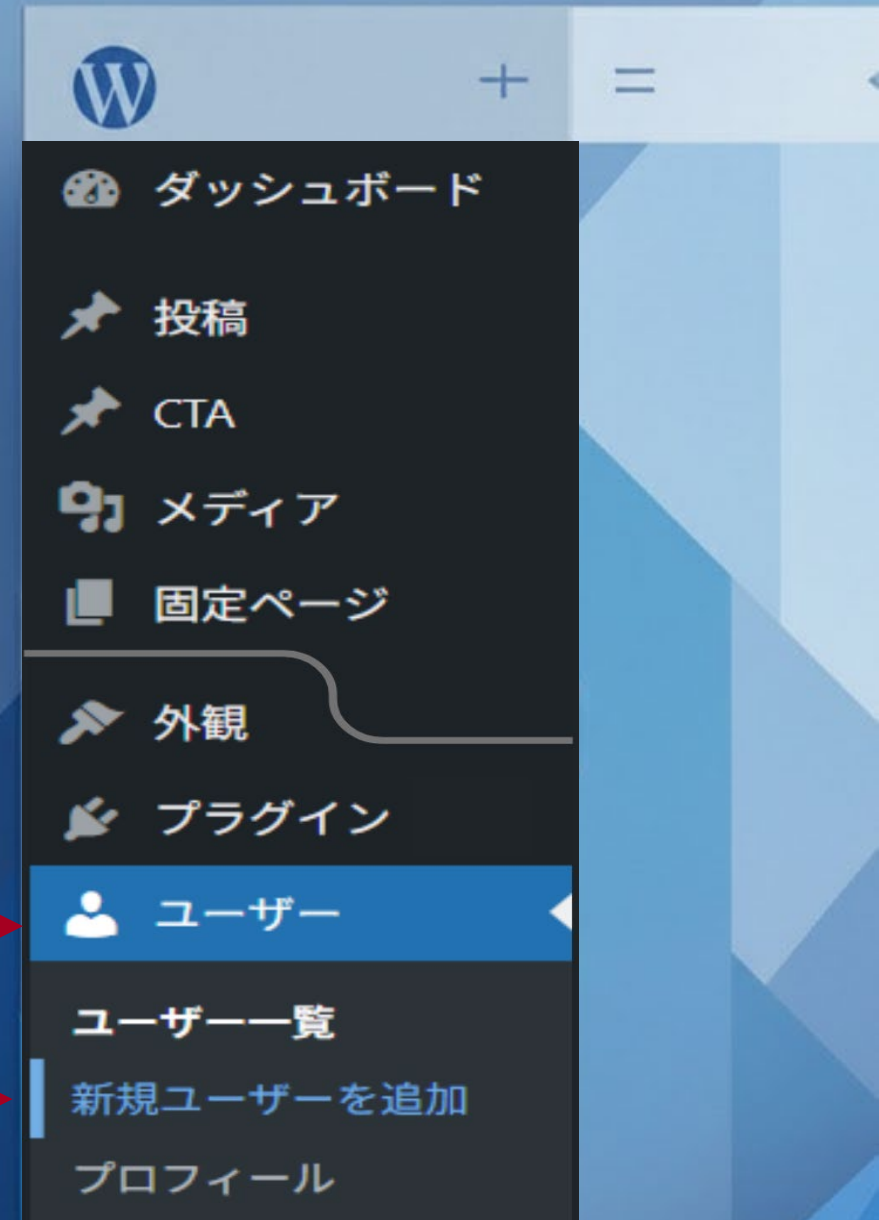 ダッシュボード
投稿
CTA
メディア
固定ページ
外観
プラグイン
ユーザー
ユーザー一覧
新規ユーザーを追加
プロフィール